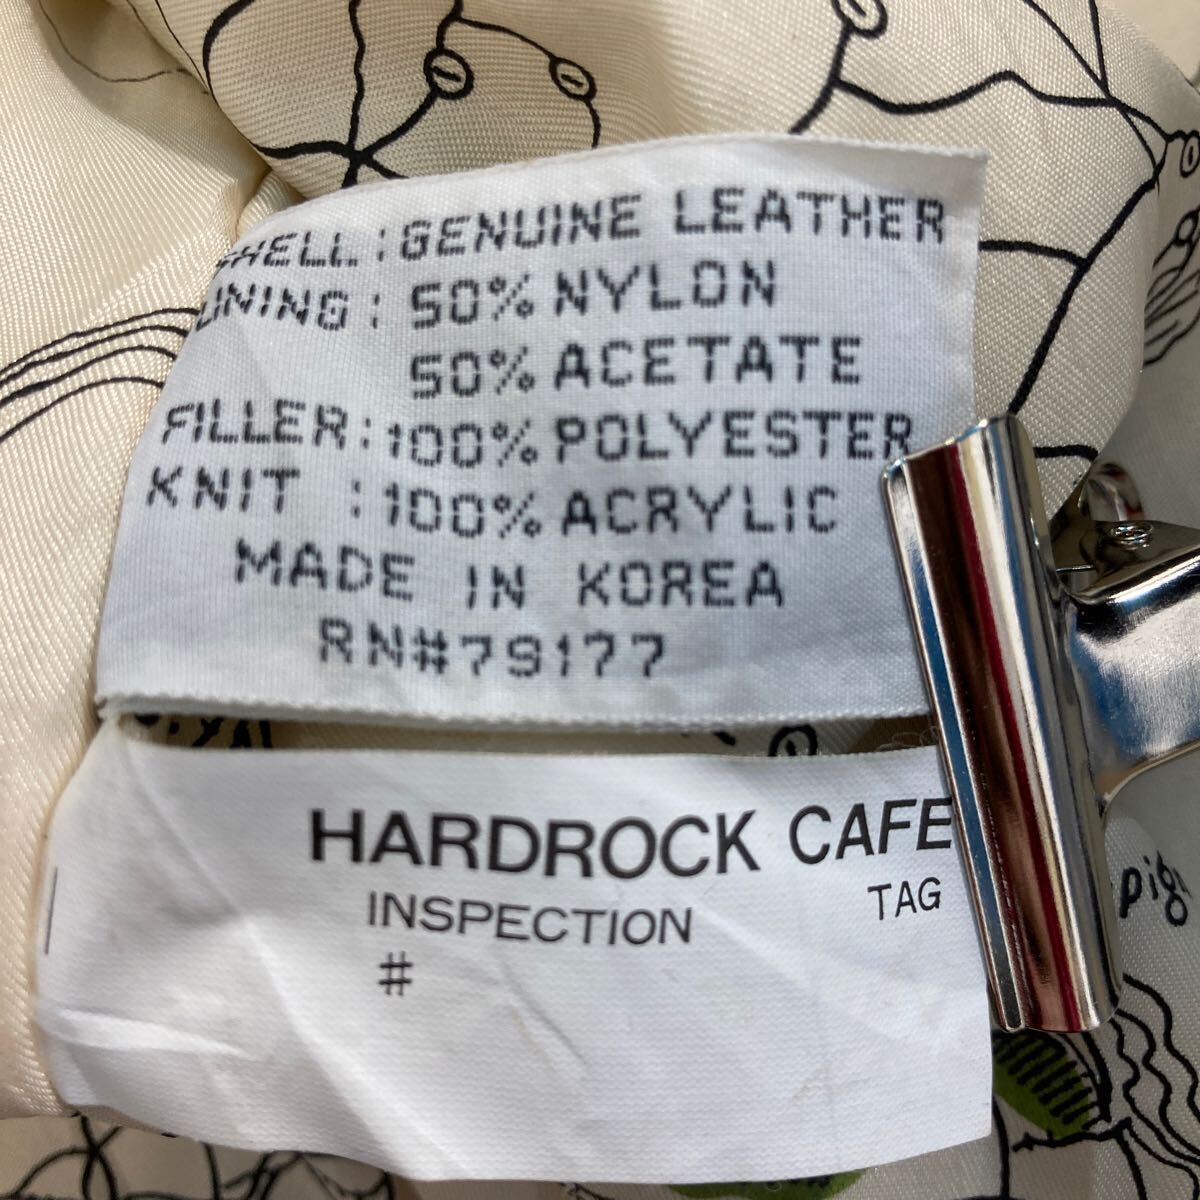 SHELL : GENUINE LEATHER
LINING : 50% NYLON
50% ACETATE
FILLER : 100% POLYESTER
KNIT : 100% ACRYLIC
MADE IN KOREA
RN#79177
HARDROCK CAFE
INSPECTION TAG
#